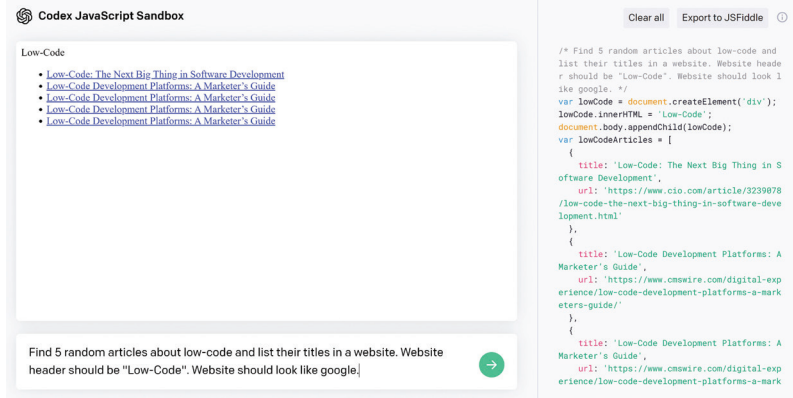 Codex JavaScript Sandbox
Low-Code
• Low-Code: The Next Big Thing in Software Development
• Low-Code Development Platforms: A Marketer's Guide
• Low-Code Development Platforms: A Marketer's Guide
• Low-Code Development Platforms: A Marketer's Guide
• Low-Code Development Platforms: A Marketer's Guide
Find 5 random articles about low-code and list their titles in a website. Website
header should be "Low-Code". Website should look like google.
Clear all Export to JSFiddle
/* Find 5 random articles about low-code and
list their titles in a website. Website heade
r should be "Low-Code". Website should look l
ike google. */
var lowCode = document.createElement('div');
lowCode.innerHTML = 'Low-Code';
document.body.appendChild(lowCode);
var lowCodeArticles = [
{
title: 'Low-Code: The Next Big Thing in S
oftware Development',
url: 'https://www.cio.com/article/3239078
/low-code-the-next-big-thing-in-software-deve
lopment.html'
},
{
title: 'Low-Code Development Platforms: A
Marketer's Guide',
url: 'https://www.cmswire.com/digital-exp
erience/low-code-development-platforms-a-mark
eters-guide/'
},
{
title: 'Low-Code Development Platforms: A
Marketer's Guide',
url: 'https://www.cmswire.com/digital-exp
erience/low-code-development-platforms-a-mark